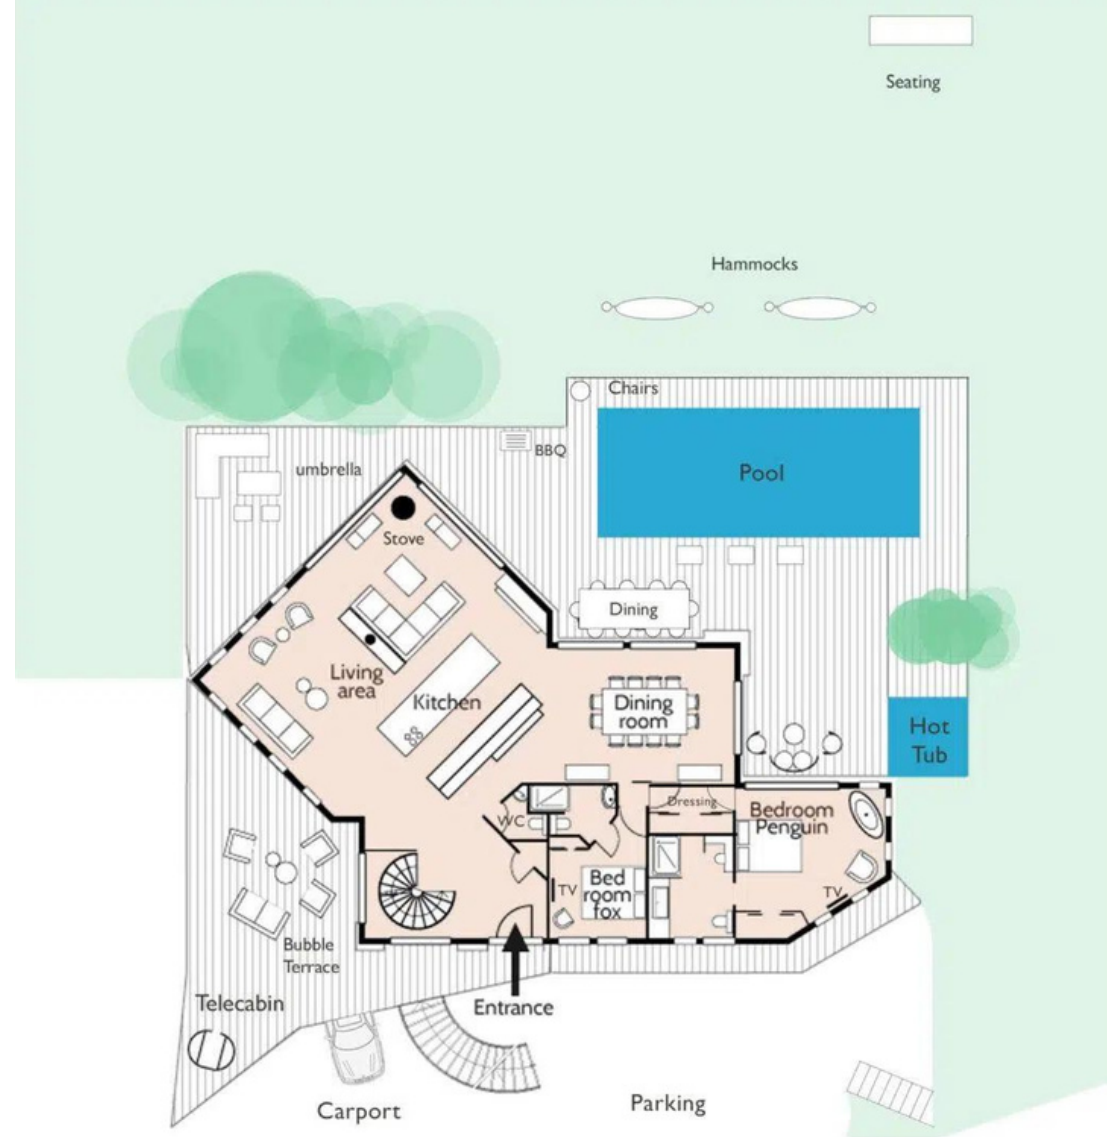 Seating
Hammocks
Chairs
BBQ
Pool
umbrella
Stove
Dining
Living
area
Kitchen
Dining
room
Hot
Tub
WC
Dressing
Bedroom
Penguin
TV
Bed
room
fox
TV
Bubble
Terrace
Telecabin
Entrance
Carport
Parking